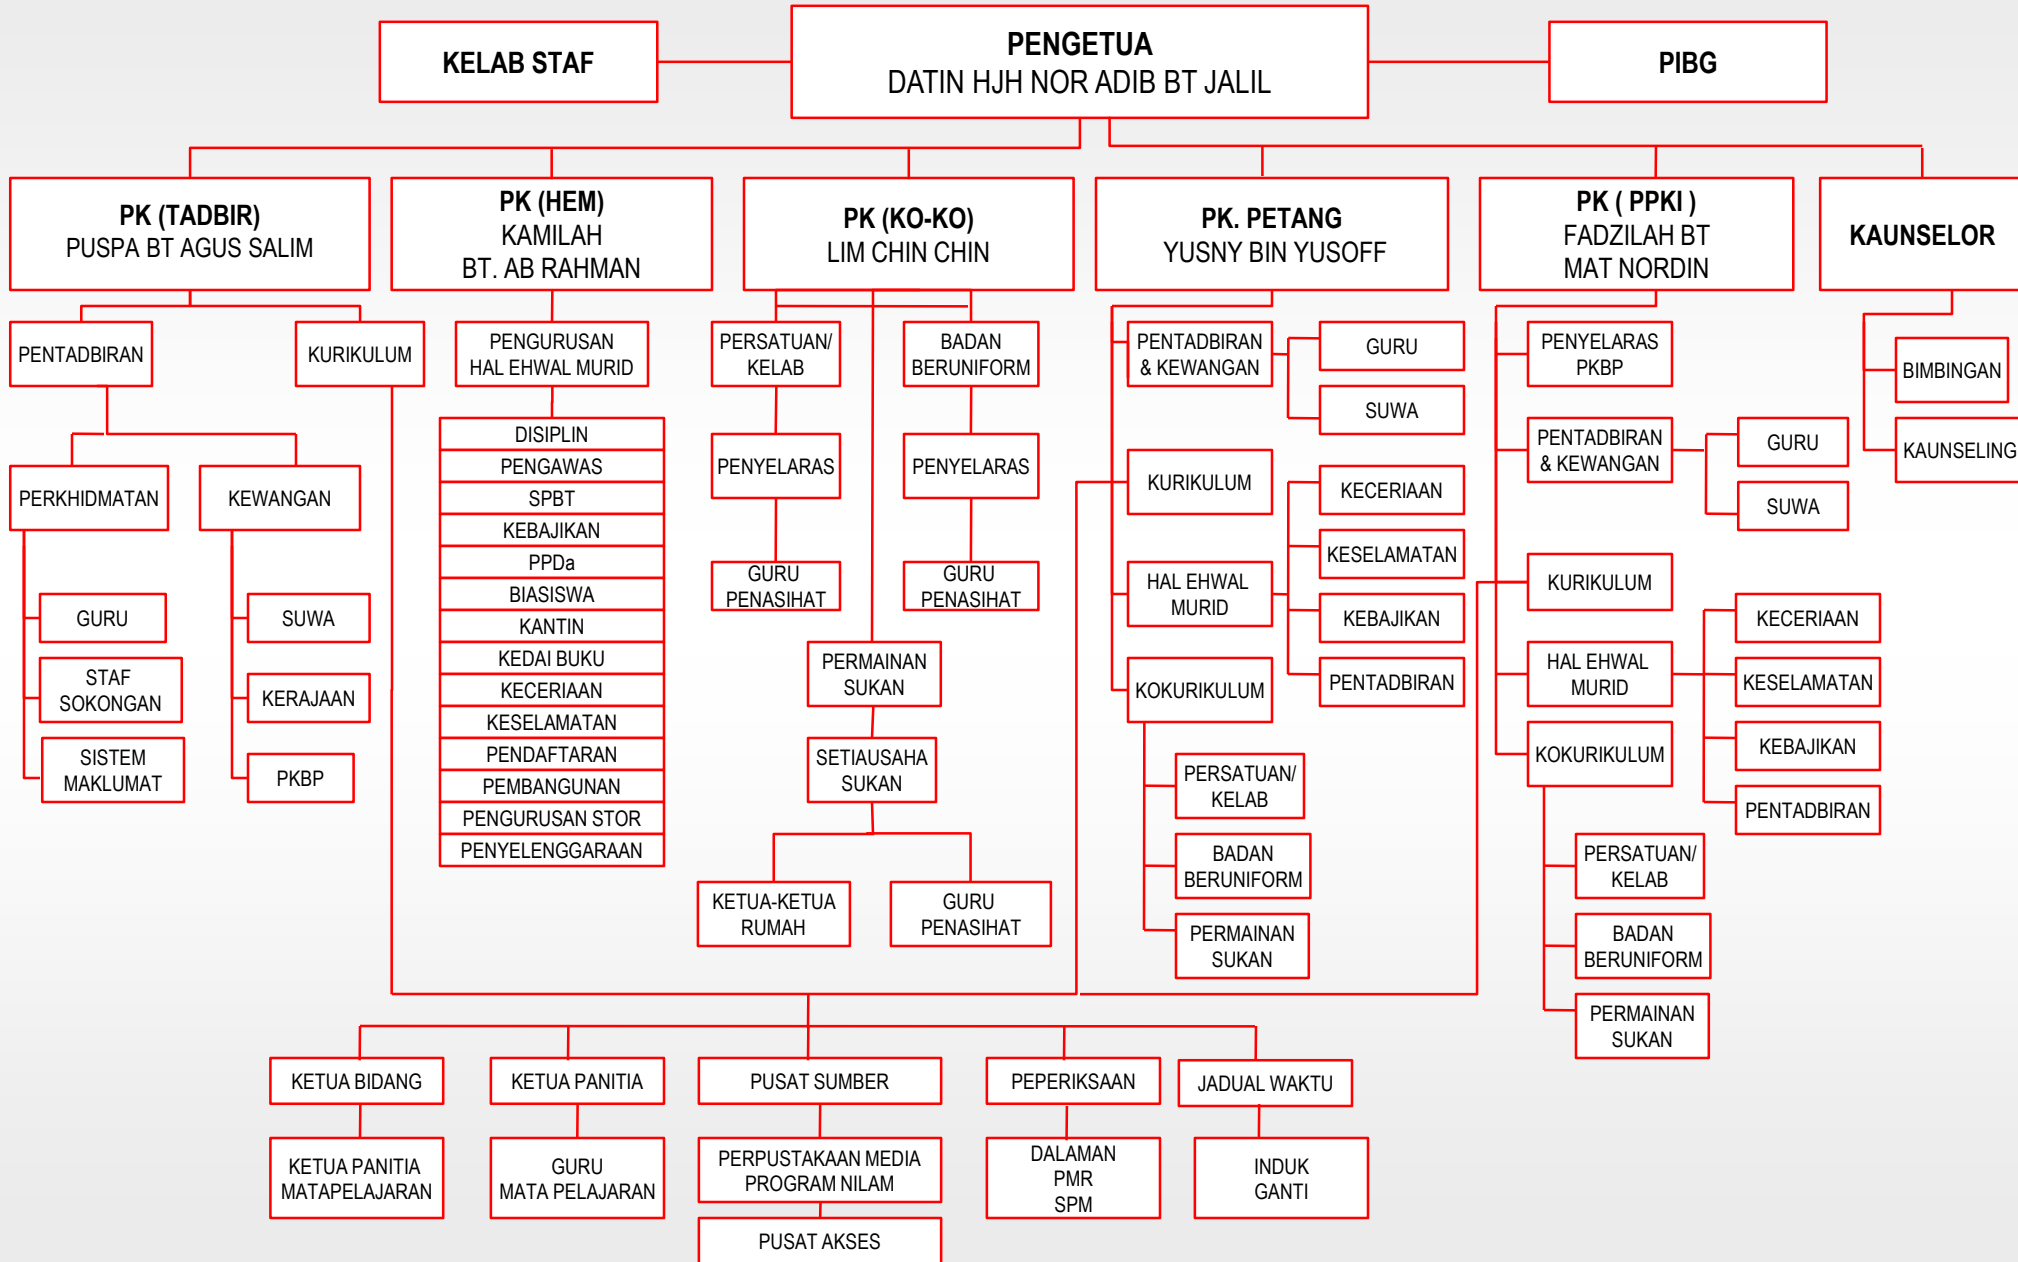 KELAB STAF
PENGETUA
DATIN HJH NOR ADIB BT JALIL
PIBG
PK (TADBIR)
PUSPA BT AGUS SALIM
PK (HEM)
KAMILAH
BT. AB RAHMAN
PK (KO-KO)
LIM CHIN CHIN
PK. PETANG
YUSNY BIN YUSOFF
PK ( PPKI )
FADZILAH BT
MAT NORDIN
KAUNSELOR
PENTADBIRAN
KURIKULUM
PERKHIDMATAN
KEWANGAN
GURU
STAF
SOKONGAN
SISTEM
MAKLUMAT
SUWA
KERAJAAN
PKBP
PENGURUSAN
HAL EHWAL MURID
DISIPLIN
PENGAWAS
SPBT
KEBAJIKAN
PPDa
BIASISWA
KANTIN
KEDAI BUKU
KECERIAAN
KESELAMATAN
PENDAFTARAN
PEMBANGUNAN
PENGURUSAN STOR
PENYELENGGARAAN
PERSATUAN/
KELAB
PENYELARAS
GURU
PENASIHAT
BADAN
BERUNIFORM
PENYELARAS
GURU
PENASIHAT
PERMAINAN
SUKAN
SETIAUSAHA
SUKAN
KETUA-KETUA
RUMAH
GURU
PENASIHAT
PENTADBIRAN
& KEWANGAN
GURU
SUWA
KURIKULUM
HAL EHWAL
MURID
KECERIAAN
KESELAMATAN
KEBAJIKAN
PENTADBIRAN
KOKURIKULUM
PERSATUAN/
KELAB
BADAN
BERUNIFORM
PERMAINAN
SUKAN
PENYELARAS
PKBP
PENTADBIRAN
& KEWANGAN
GURU
SUWA
KURIKULUM
HAL EHWAL
MURID
KECERIAAN
KESELAMATAN
KEBAJIKAN
PENTADBIRAN
KOKURIKULUM
PERSATUAN/
KELAB
BADAN
BERUNIFORM
PERMAINAN
SUKAN
BIMBINGAN
KAUNSELING
KETUA BIDANG
KETUA PANITIA
MATAPELAJARAN
KETUA PANITIA
GURU
MATA PELAJARAN
PUSAT SUMBER
PERPUSTAKAAN MEDIA
PROGRAM NILAM
PUSAT AKSES
PEPERIKSAAN
DALAMAN
PMR
SPM
JADUAL WAKTU
INDUK
GANTI